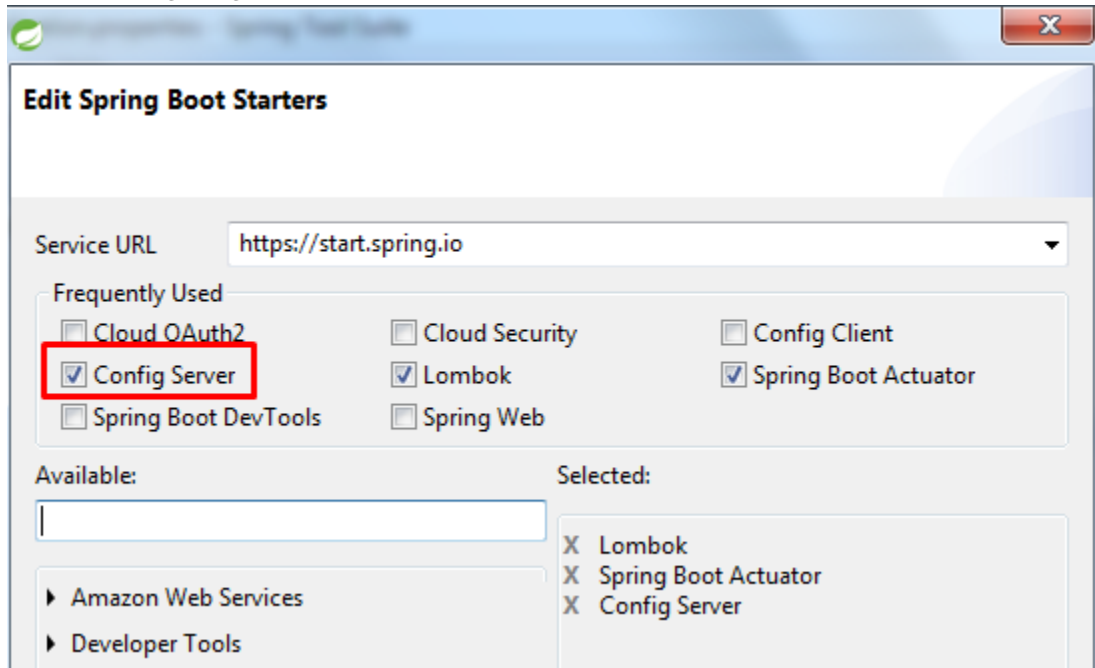 Edit Spring Boot Starters
Service URL https://start.spring.io
Frequently Used
Cloud OAuth2 Cloud Security Config Client
Config Server Lombok Spring Boot Actuator
Spring Boot DevTools Spring Web
Available: Selected:
X Lombok
X Spring Boot Actuator
X Config Server
Amazon Web Services
Developer Tools